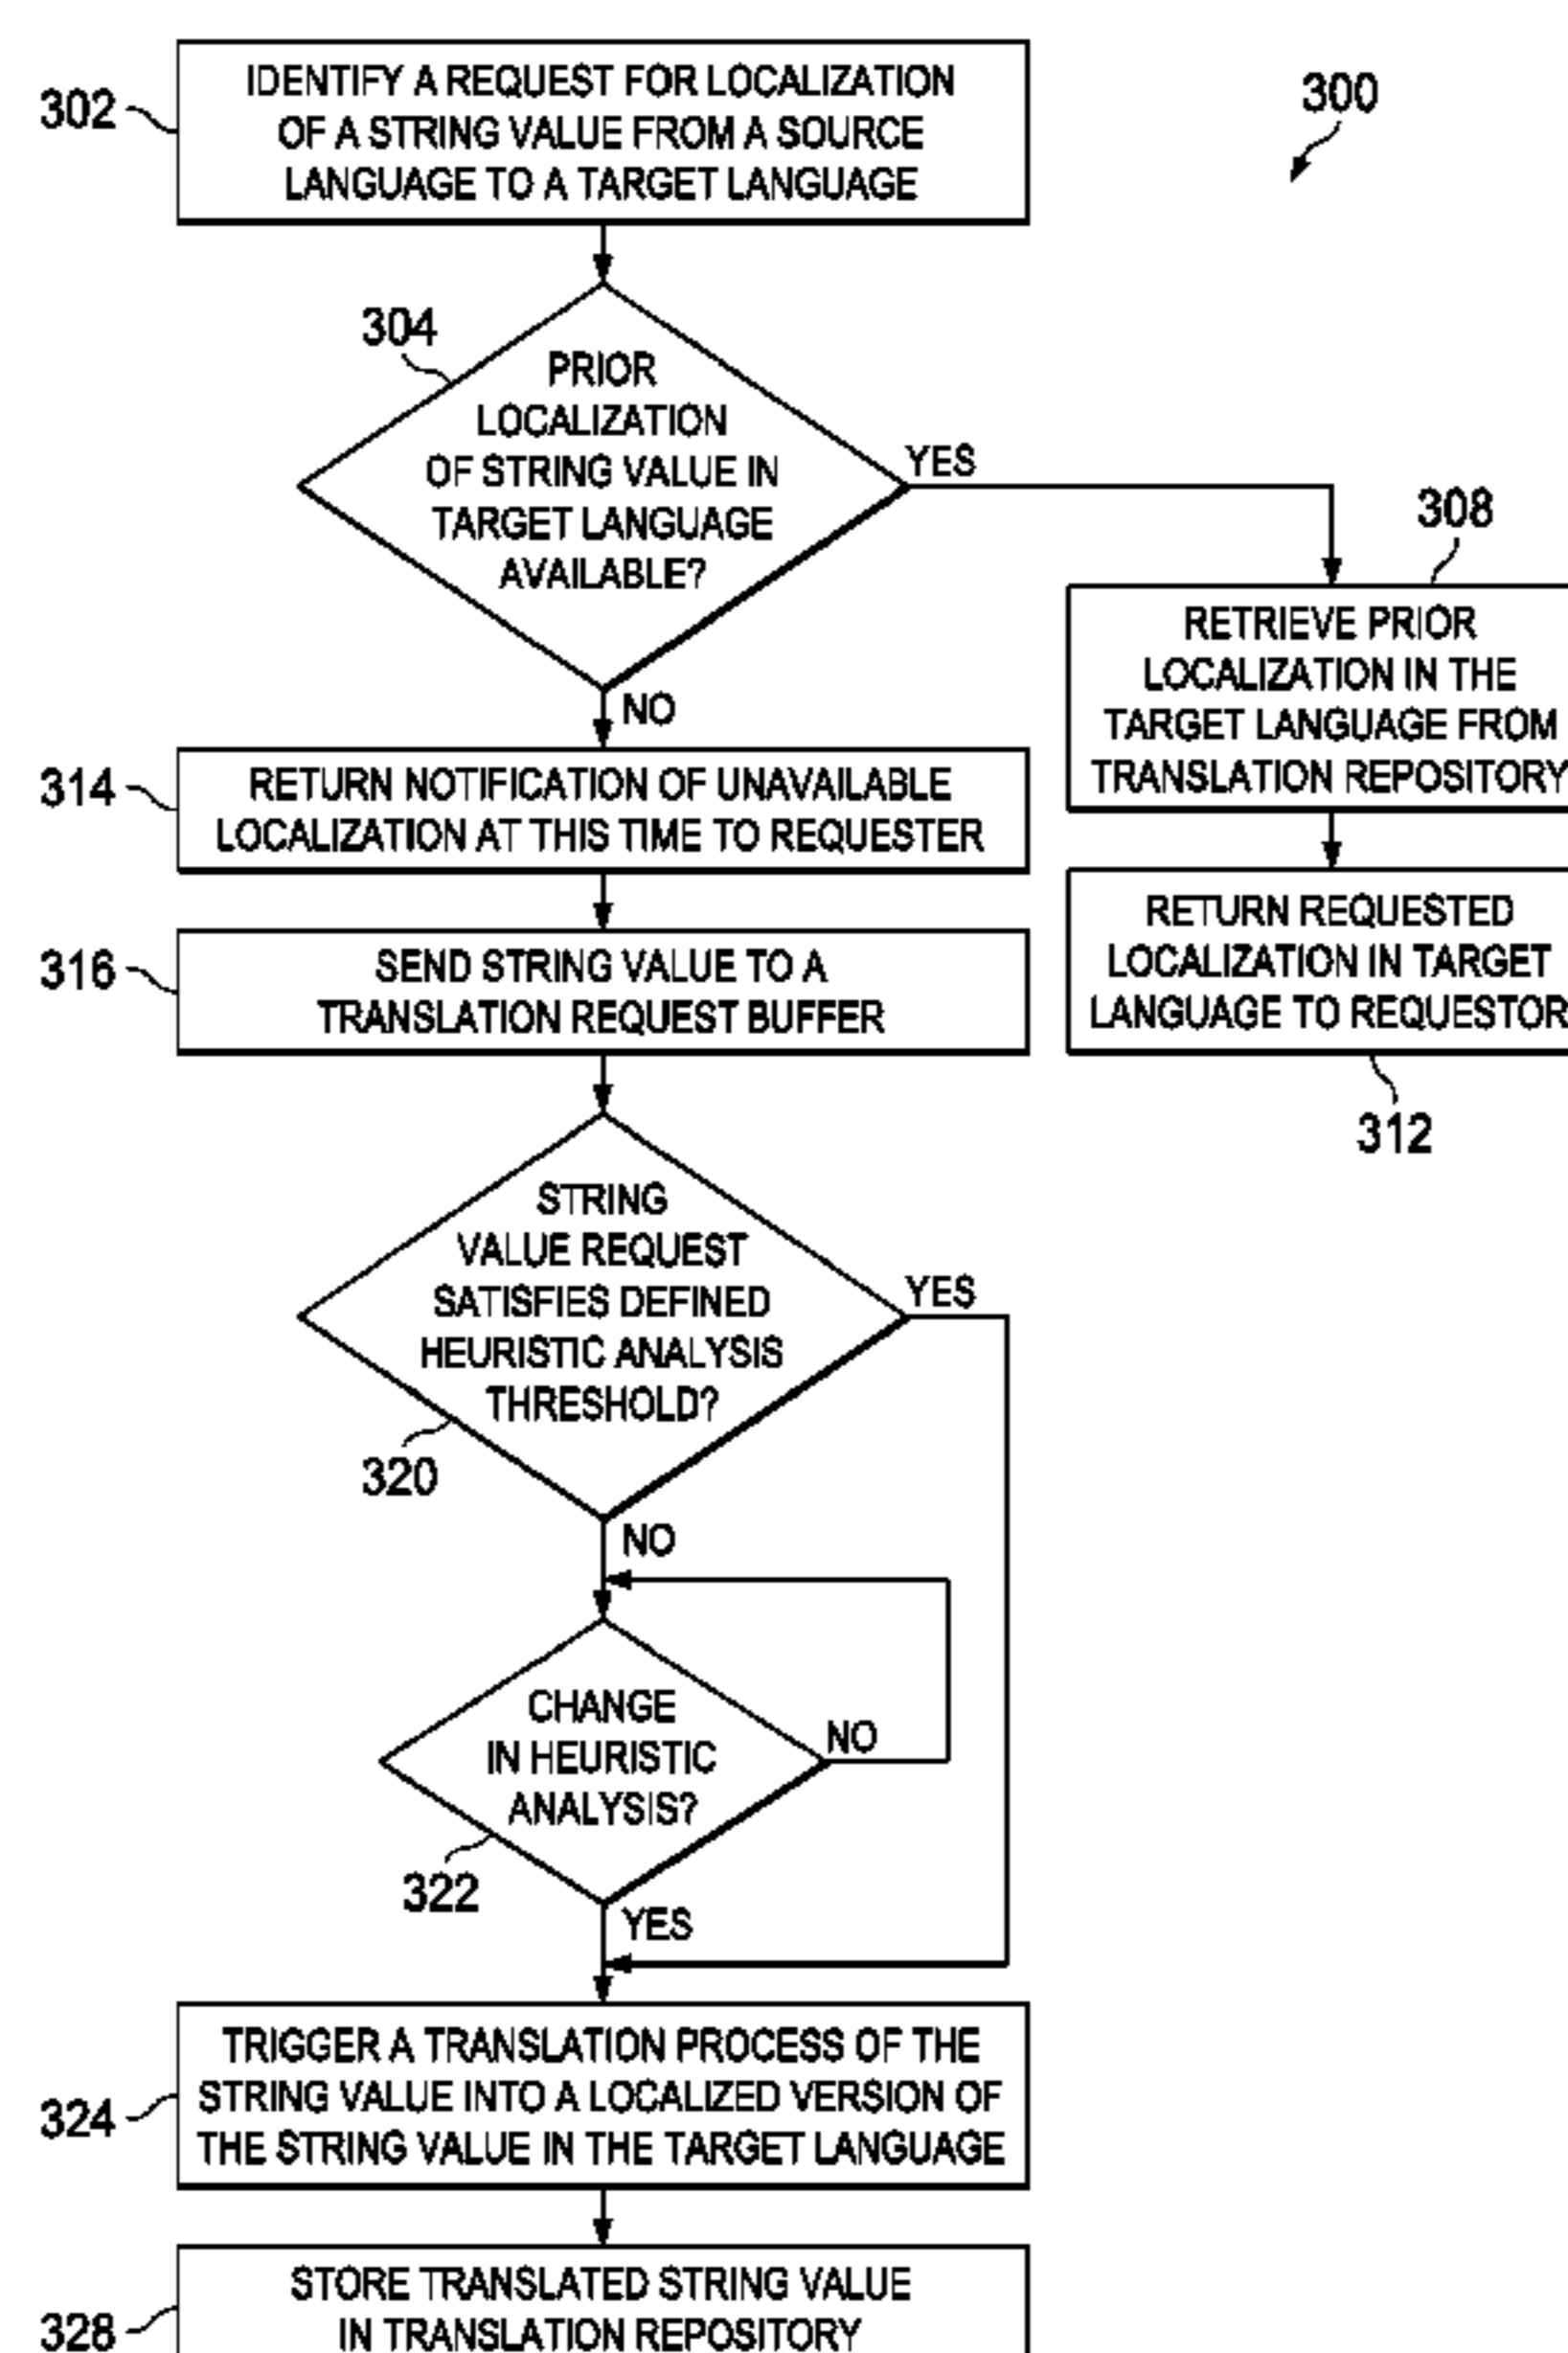 300
302
IDENTIFY A REQUEST FOR LOCALIZATION
OF A STRING VALUE FROM A SOURCE
LANGUAGE TO A TARGET LANGUAGE
304
PRIOR
LOCALIZATION
OF STRING VALUE IN
TARGET LANGUAGE
AVAILABLE?
YES
NO
308
RETRIEVE PRIOR
LOCALIZATION IN THE
TARGET LANGUAGE FROM
TRANSLATION REPOSITORY
RETURN REQUESTED
LOCALIZATION IN TARGET
LANGUAGE TO REQUESTOR
312
314
RETURN NOTIFICATION OF UNAVAILABLE
LOCALIZATION AT THIS TIME TO REQUESTER
316
SEND STRING VALUE TO A
TRANSLATION REQUEST BUFFER
STRING
VALUE REQUEST
SATISFIES DEFINED
HEURISTIC ANALYSIS
THRESHOLD?
YES
320
NO
CHANGE
IN HEURISTIC
ANALYSIS?
NO
322
YES
324
TRIGGER A TRANSLATION PROCESS OF THE
STRING VALUE INTO A LOCALIZED VERSION OF
THE STRING VALUE IN THE TARGET LANGUAGE
328
STORE TRANSLATED STRING VALUE
IN TRANSLATION REPOSITORY